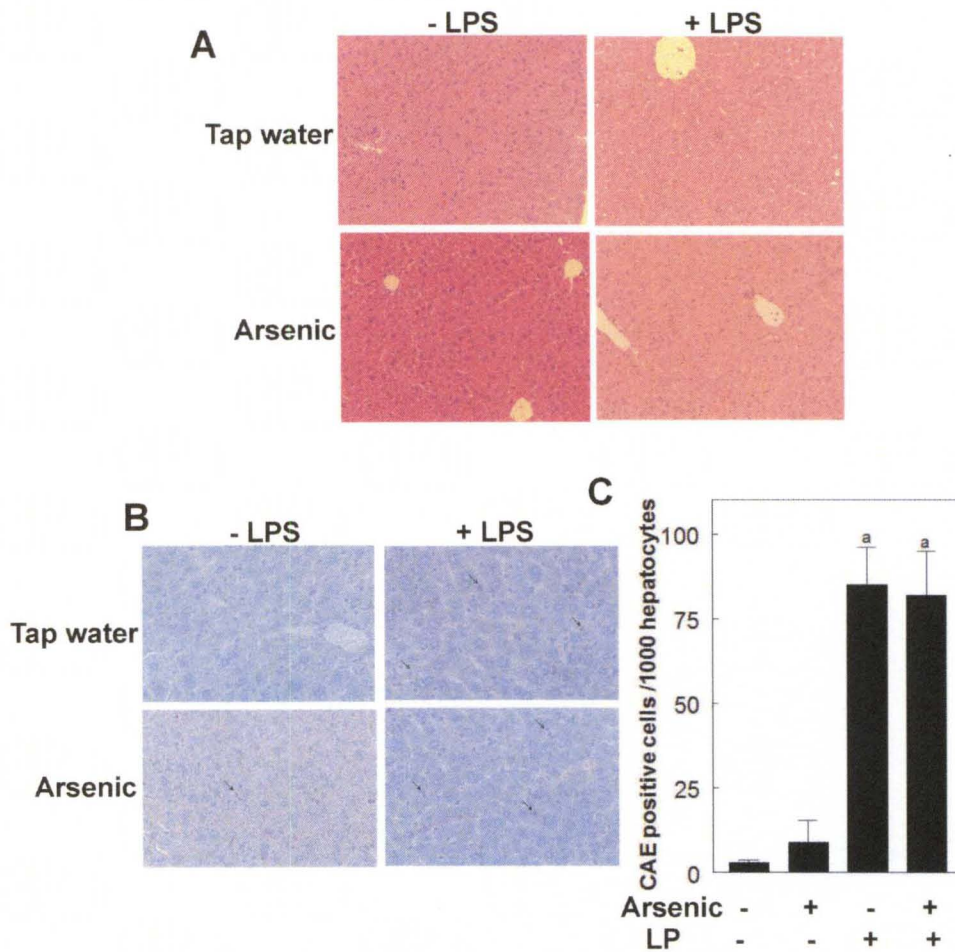 A
- LPS + LPS
Tap water
Arsenic
B
- LPS + LPS
Tap water
Arsenic
C
CAE positive cells /1000 hepatocytes
100
75
50
25
0
a a
Arsenic - + - +
LP - - + +